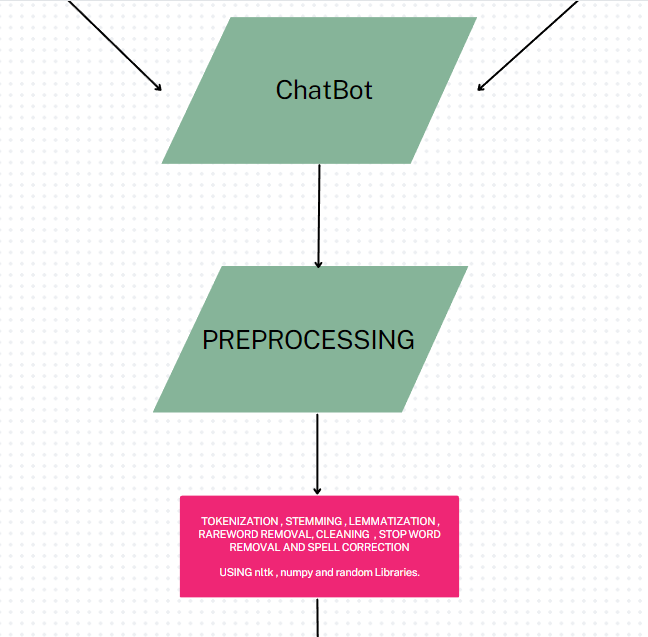 ChatBot
PREPROCESSING
TOKENIZATION , STEMMING , LEMMATIZATION ,
RAREWORD REMOVAL, CLEANING  , STOP WORD
REMOVAL AND SPELL CORRECTION
USING nltk , numpy and random Libraries.